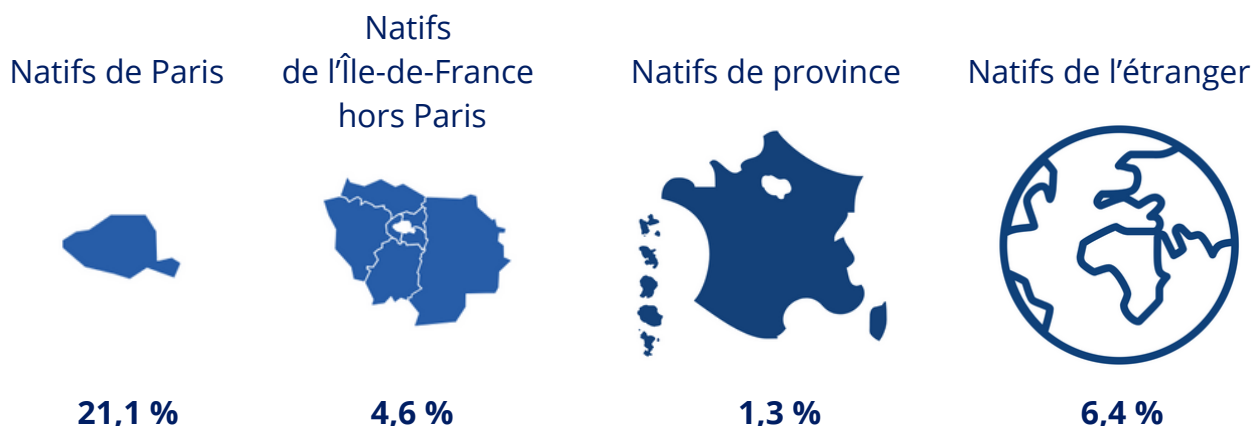 Natifs de Paris
Natifs
de l’Île-de-France
hors Paris
Natifs de province
Natifs de l’étranger
21,1 %
4,6 %
1,3 %
6,4 %